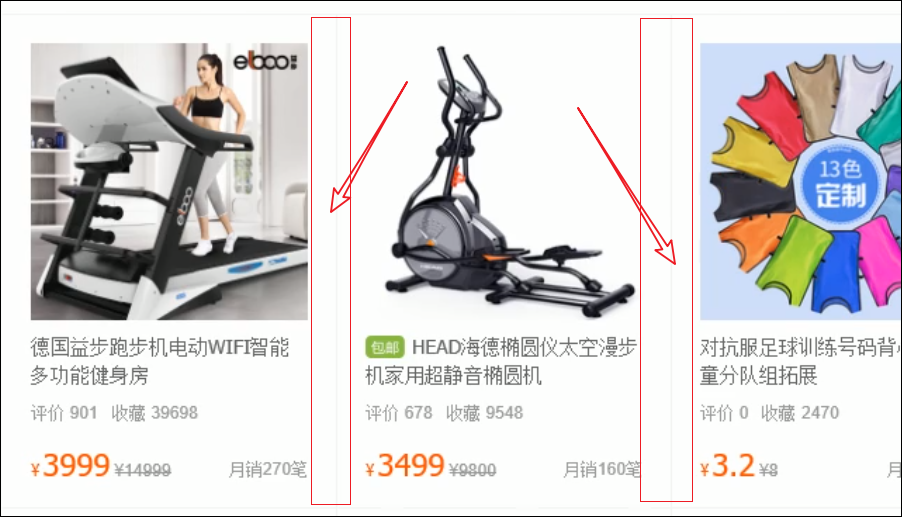 elboo
elboo
13色
定制
德国益步跑步机电动WIFI智能
多功能健身房
评价 901 收藏 39698
¥3999 ¥14999 月销270笔
包邮 HEAD海德椭圆仪太空漫步
机家用超静音椭圆机
评价 678 收藏 9548
¥3499 ¥9800 月销160笔
对抗服足球训练号码背
童分队组拓展
评价 0 收藏 2470
¥3.2 ¥8 月